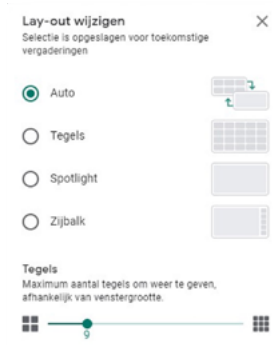 Lay-out wijzigen
Selectie is opgeslagen voor toekomstige
vergaderingen
Auto
Tegels
Spotlight
Zijbalk
Tegels
Maximum aantal tegels om weer te geven,
afhankelijk van venstergrootte.
9